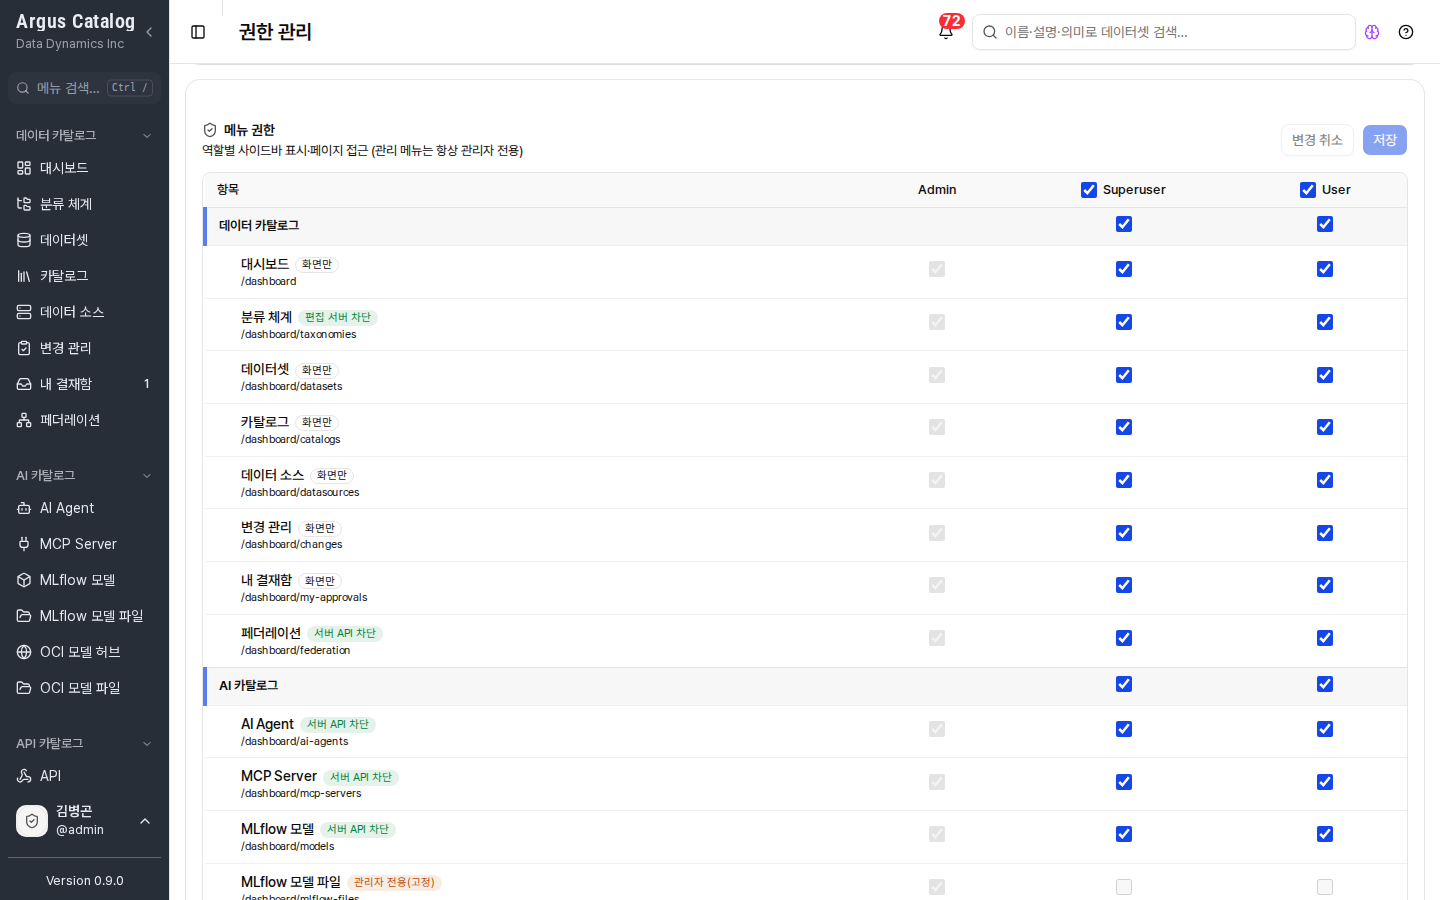 Argus Catalog
Data Dynamics Inc
메뉴 검색...
Ctrl /
데이터 카탈로그
대시보드
분류 체계
데이터셋
카탈로그
데이터 소스
변경 관리
내 결재함
1
페더레이션
AI 카탈로그
AI Agent
MCP Server
MLflow 모델
MLflow 모델 파일
OCI 모델 허브
OCI 모델 파일
API 카탈로그
API
김병곤
@admin
Version 0.9.0
권한 관리
72
이름·설명·의미로 데이터셋 검색...
메뉴 권한
역할별 사이드바 표시·페이지 접근 (관리 메뉴는 항상 관리자 전용)
변경 취소
저장
항목
Admin
Superuser
User
데이터 카탈로그
대시보드 화면만
/dashboard
분류 체계 편집 서버 차단
/dashboard/taxonomies
데이터셋 화면만
/dashboard/datasets
카탈로그 화면만
/dashboard/catalogs
데이터 소스 화면만
/dashboard/datasources
변경 관리 화면만
/dashboard/changes
내 결재함 화면만
/dashboard/my-approvals
페더레이션 서버 API 차단
/dashboard/federation
AI 카탈로그
AI Agent 서버 API 차단
/dashboard/ai-agents
MCP Server 서버 API 차단
/dashboard/mcp-servers
MLflow 모델 서버 API 차단
/dashboard/models
MLflow 모델 파일 관리자 전용(고정)
/dashboard/mlflow-files